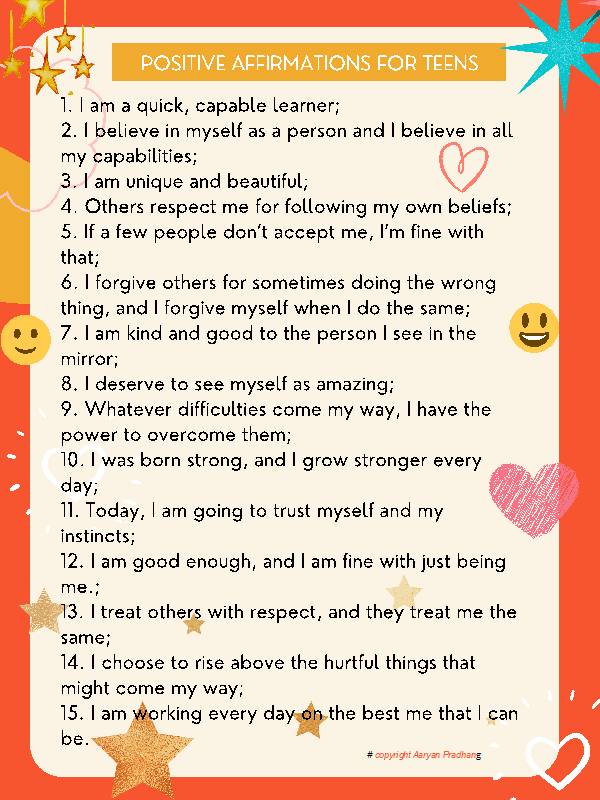 POSITIVE AFFIRMATIONS FOR TEENS
1. I am a quick, capable learner;
2. I believe in myself as a person and I believe in all
my capabilities;
3. I am unique and beautiful;
4. Others respect me for following my own beliefs;
5. If a few people don't accept me, I'm fine with
that;
6. I forgive others for sometimes doing the wrong
thing, and I forgive myself when I do the same;
7. I am kind and good to the person I see in the
mirror;
8. I deserve to see myself as amazing;
9. Whatever difficulties come my way, I have the
power to overcome them;
10. I was born strong, and I grow stronger every
day;
11. Today, I am going to trust myself and my
instincts;
12. I am good enough, and I am fine with just being
me.;
13. I treat others with respect, and they treat me the
same;
14. I choose to rise above the hurtful things that
might come my way;
15. I am working every day on the best me that I can
be.
# copyright Aaryan Pradhang